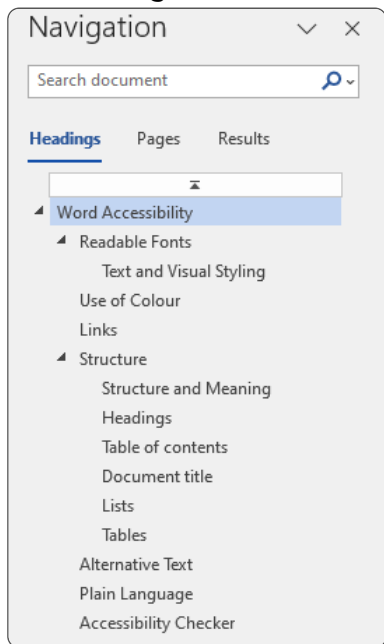 Navigation
Search document
Headings Pages Results
Word Accessibility
Readable Fonts
Text and Visual Styling
Use of Colour
Links
Structure
Structure and Meaning
Headings
Table of contents
Document title
Lists
Tables
Alternative Text
Plain Language
Accessibility Checker